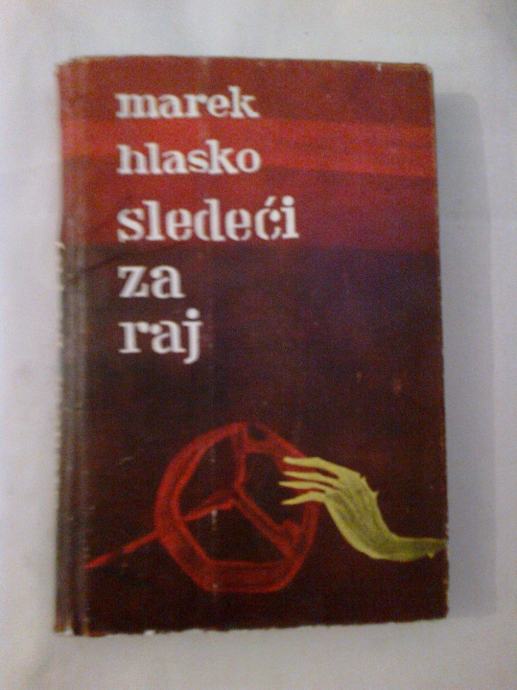 marek
hlasko
sledeći
za
raj